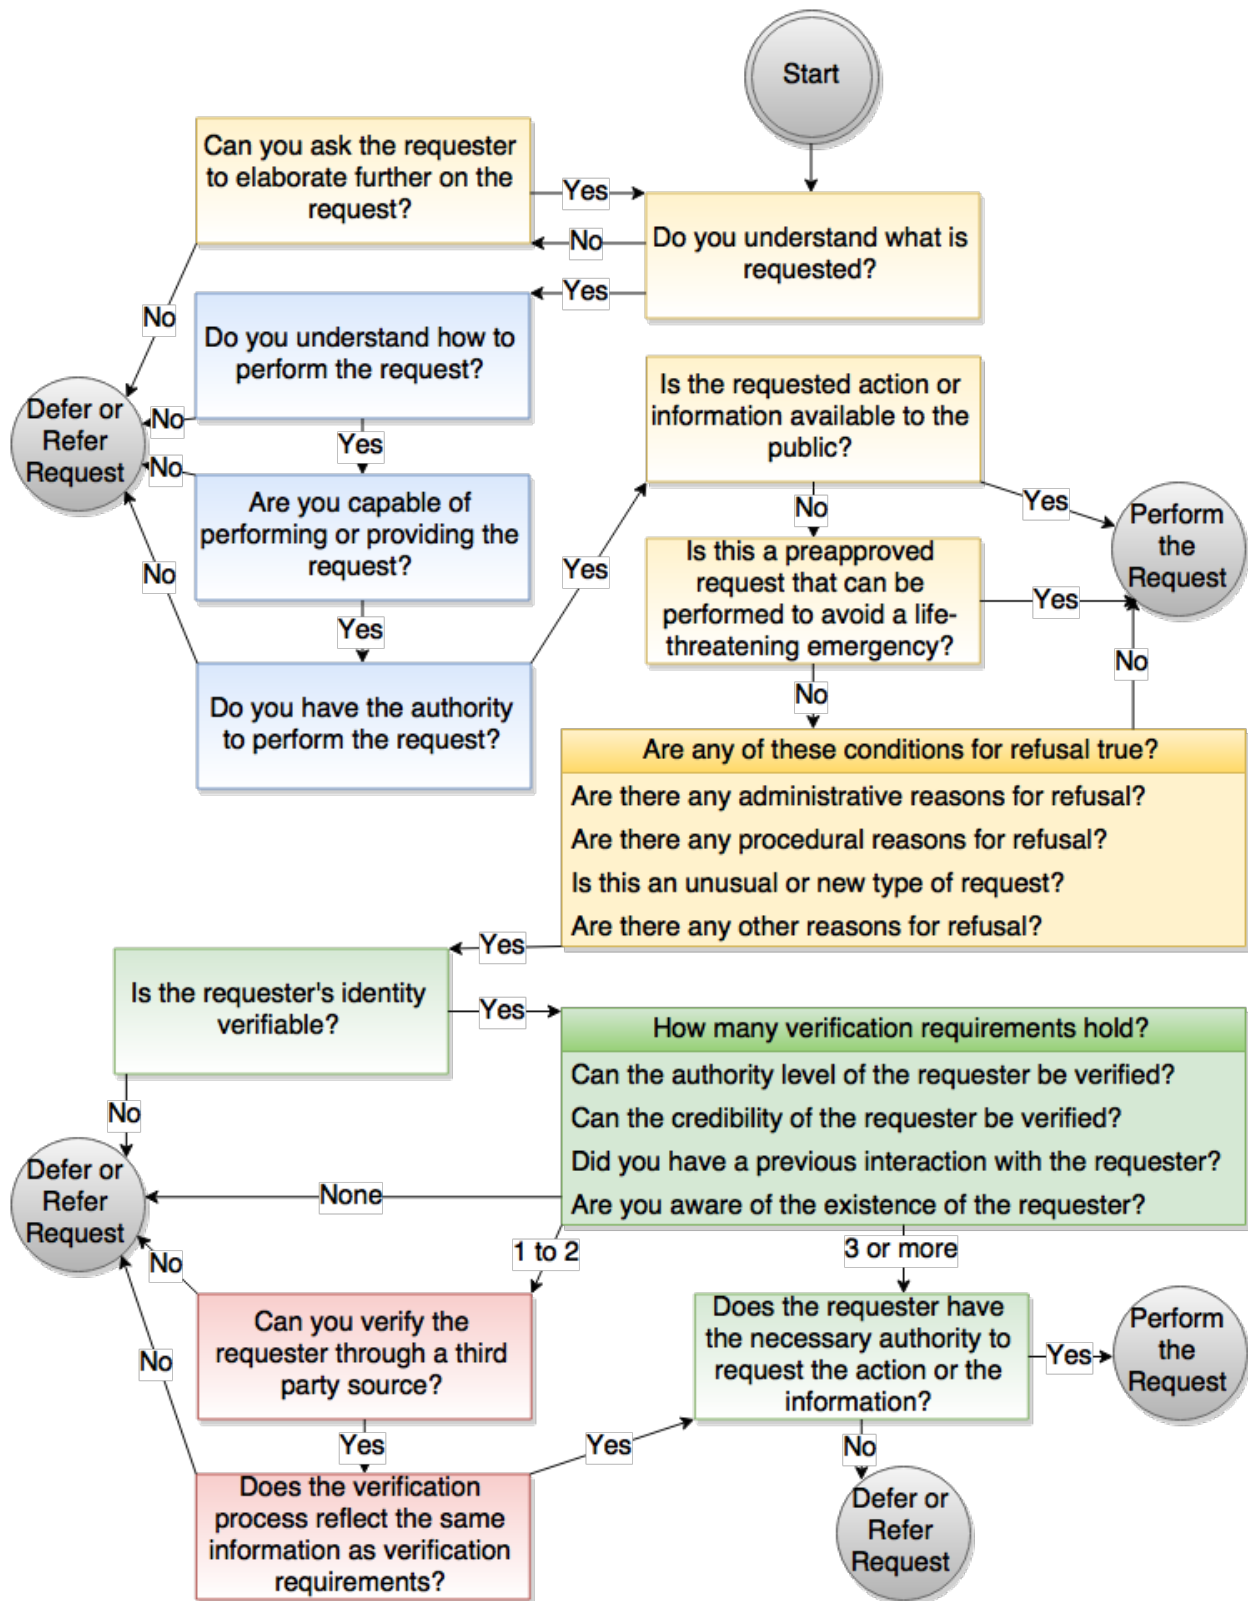 Start
Can you ask the requester
to elaborate further on the
request?
Yes
No
Do you understand what is
requested?
Yes
No
Do you understand how to
perform the request?
Defer or
Refer
Request
No
Yes
No
Are you capable of
performing or providing the
request?
No
Yes
Do you have the authority
to perform the request?
Yes
Is the requested action or
information available to the
public?
Yes
No
Perform
the
Request
Is this a preapproved
request that can be
performed to avoid a life-
threatening emergency?
Yes
No
No
Are any of these conditions for refusal true?
Are there any administrative reasons for refusal?
Are there any procedural reasons for refusal?
Is this an unusual or new type of request?
Are there any other reasons for refusal?
Yes
Is the requester's identity
verifiable?
Yes
No
How many verification requirements hold?
Can the authority level of the requester be verified?
Can the credibility of the requester be verified?
Did you have a previous interaction with the requester?
Are you aware of the existence of the requester?
Defer or
Refer
Request
None
1 to 2
3 or more
No
Can you verify the
requester through a third
party source?
No
Yes
Does the verification
process reflect the same
information as verification
requirements?
Yes
Does the requester have
the necessary authority to
request the action or the
information?
Yes
Perform
the
Request
No
Defer or
Refer
Request